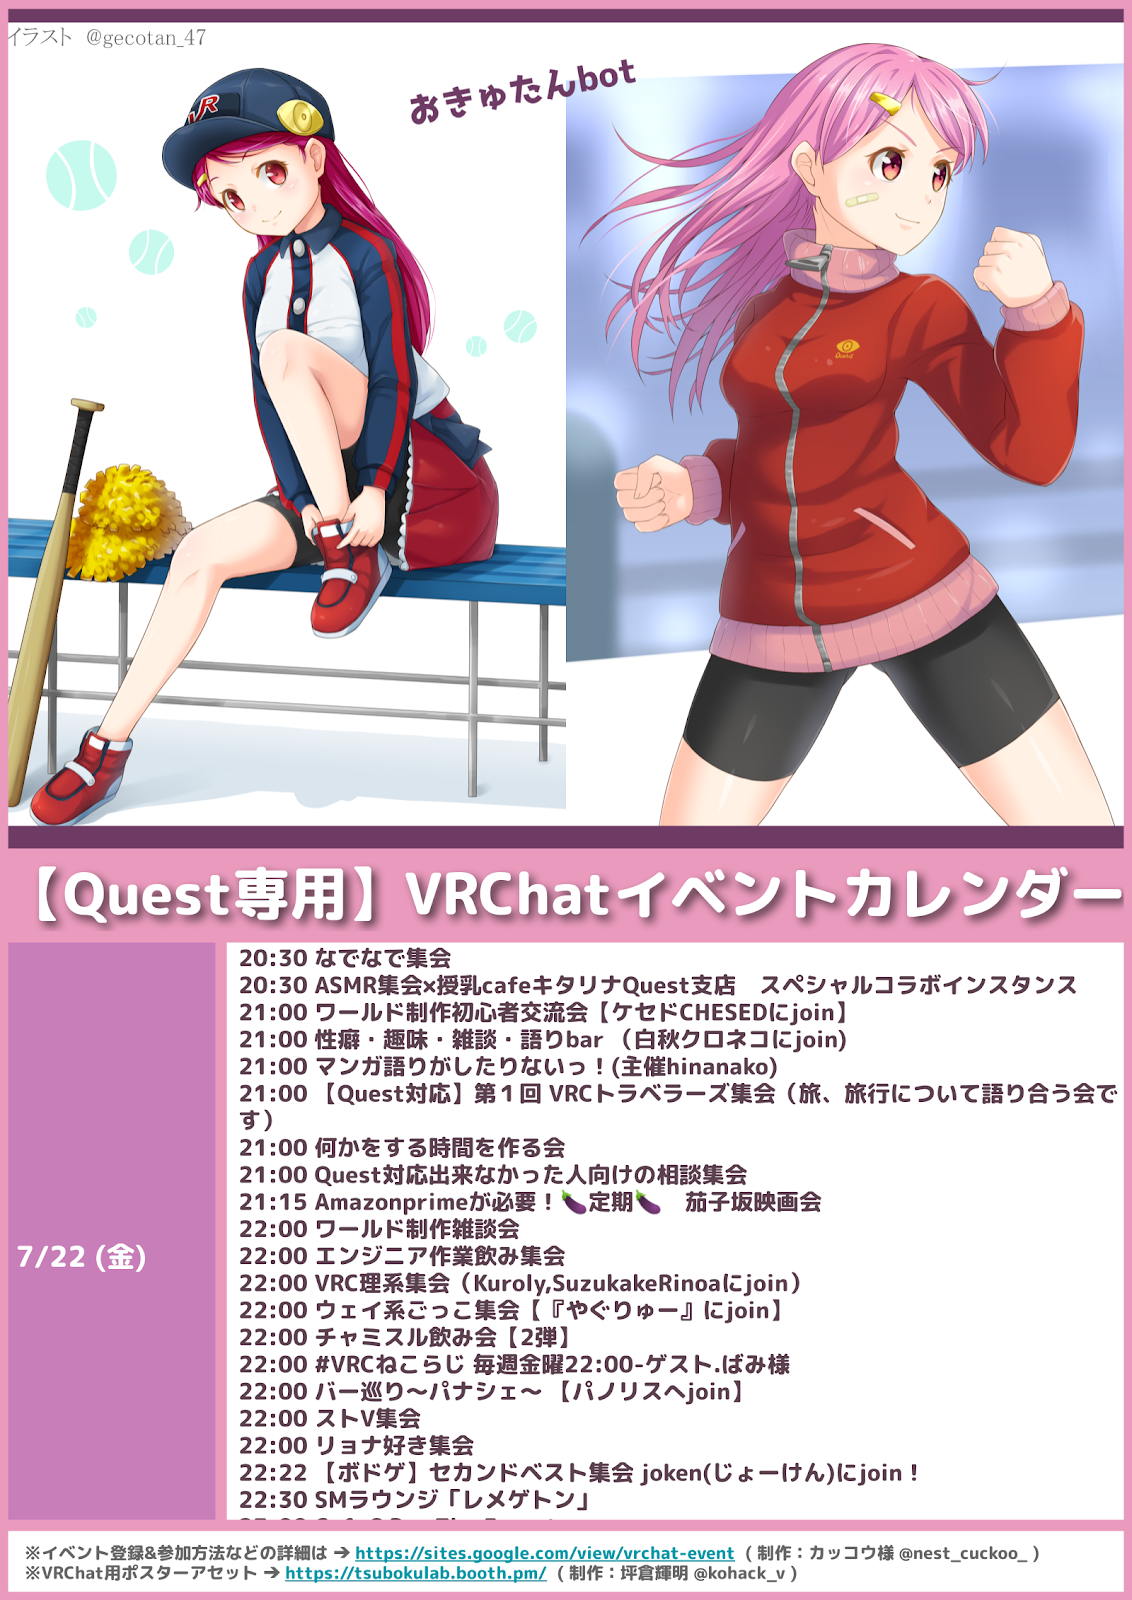 イラスト @gecotan_47
おきゅたんbot
VR
Quest
【Quest専用】VRChatイベントカレンダー
7/22 (金)
20:30 なでなで集会
20:30 ASMR集会×授乳cafeキタリナQuest支店　スペシャルコラボインスタンス
21:00 ワールド制作初心者交流会【ケセドCHESEDにjoin】
21:00 性癖・趣味・雑談・語りbar （白秋クロネコにjoin)
21:00 マンガ語りがしたりないっ！(主催hinanako)
21:00 【Quest対応】第１回 VRCトラベラーズ集会（旅、旅行について語り合う会で
す）
21:00 何かをする時間を作る会
21:00 Quest対応出来なかった人向けの相談集会
21:15 Amazonprimeが必要！🍆定期🍆　茄子坂映画会
22:00 ワールド制作雑談会
22:00 エンジニア作業飲み集会
22:00 VRC理系集会（Kuroly,SuzukakeRinoaにjoin）
22:00 ウェイ系ごっこ集会【『やぐりゅー』にjoin】
22:00 チャミスル飲み会【2弾】
22:00 #VRCねこらじ 毎週金曜22:00-ゲスト.ばみ様
22:00 バー巡り～パナシェ～ 【パノリスへjoin】
22:00 ストV集会
22:00 リョナ好き集会
22:22 【ボドゲ】セカンドベスト集会 joken(じょーけん)にjoin！
22:30 SMラウンジ「レメゲトン」
※イベント登録&参加方法などの詳細は → https://sites.google.com/view/vrchat-event ( 制作：カッコウ様 @nest_cuckoo_ )
※VRChat用ポスターアセット → https://tsubokulab.booth.pm/ ( 制作：坪倉輝明 @kohack_v )